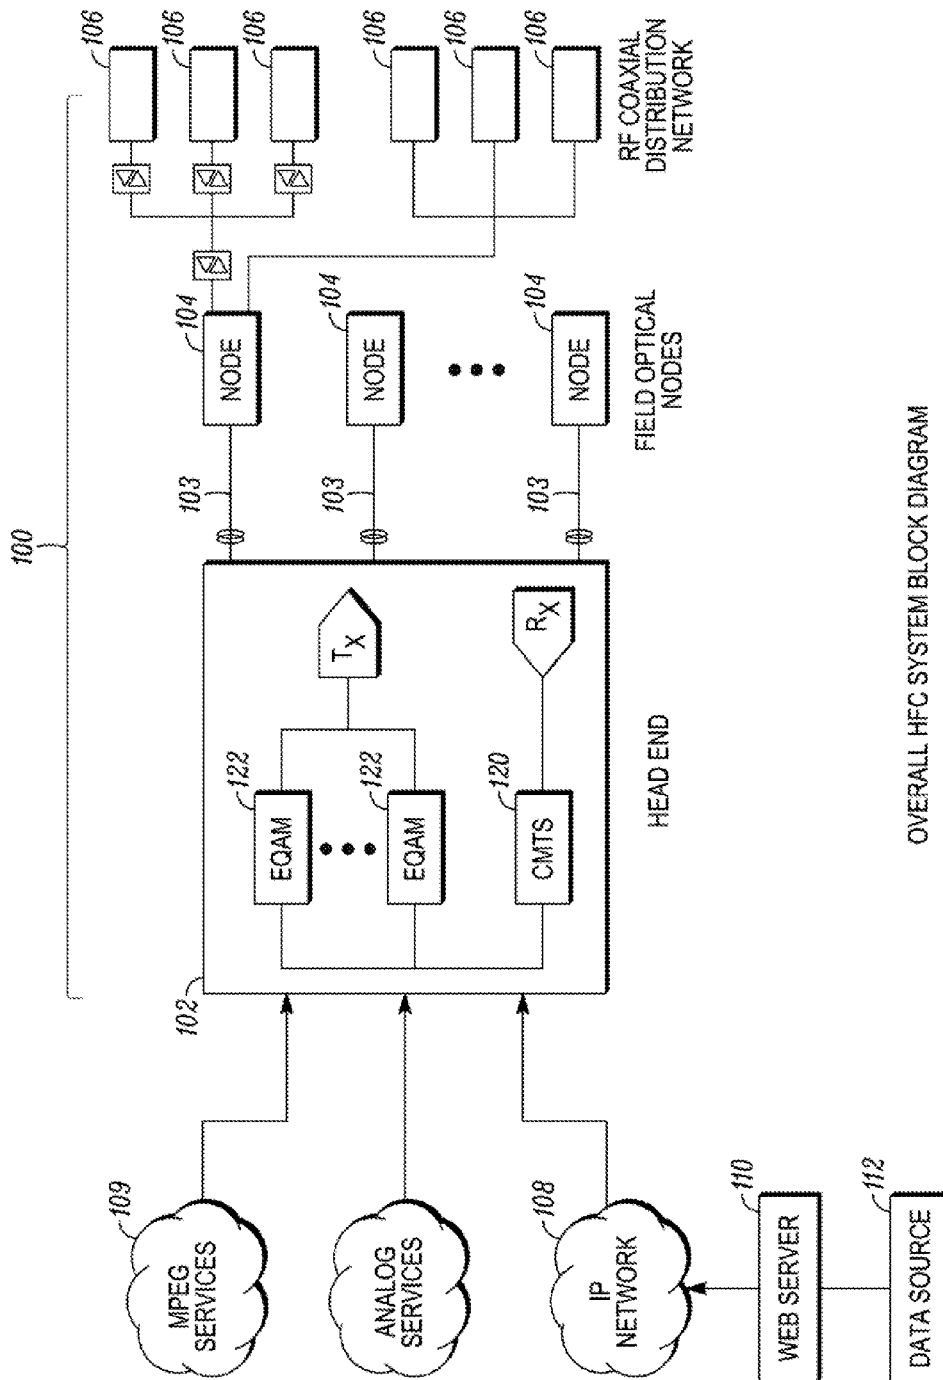 100
109
MPEG
SERVICES
ANALOG
SERVICES
108
IP
NETWORK
110
WEB SERVER
112
DATA SOURCE
102
122
EQAM
122
EQAM
120
CMTS
TX
RX
HEAD END
103
103
103
104
NODE
104
NODE
104
NODE
FIELD OPTICAL
NODES
106
106
106
106
106
106
RF COAXIAL
DISTRIBUTION
NETWORK
OVERALL HFC SYSTEM BLOCK DIAGRAM